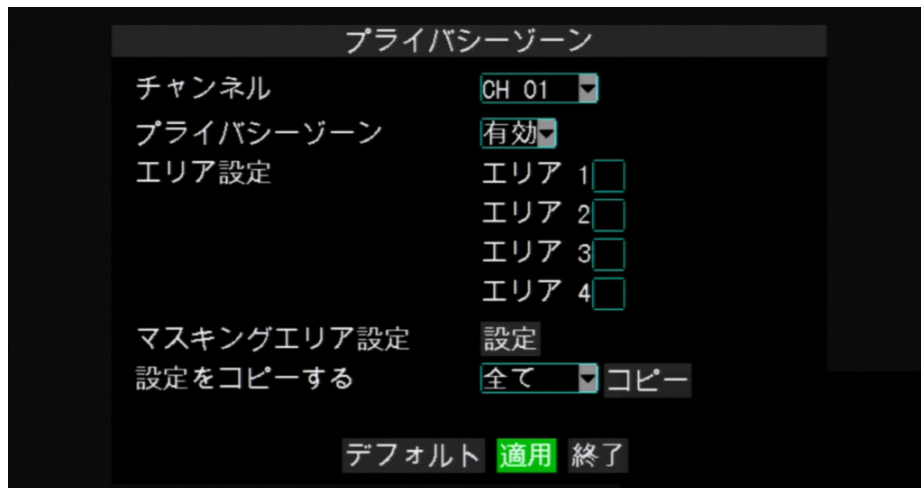 プライバシーゾーン
チャンネル CH 01
プライバシーゾーン 有効
エリア設定 エリア 1
エリア 2
エリア 3
エリア 4
マスキングエリア設定 設定
設定をコピーする 全て コピー
デフォルト 適用 終了